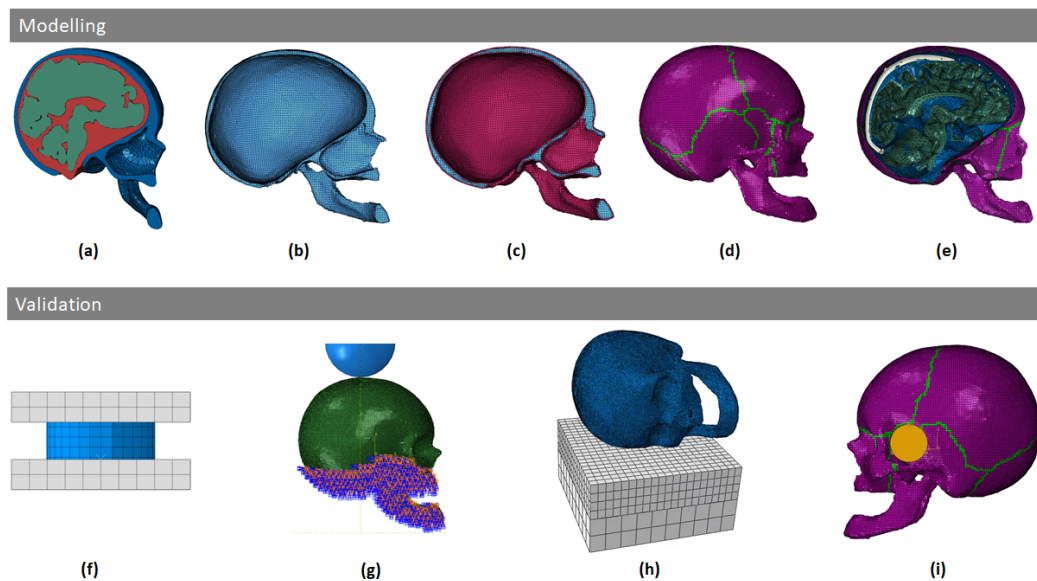 Modelling
(a) (b) (c) (d) (e)
Validation
(f) (g) (h) (i)